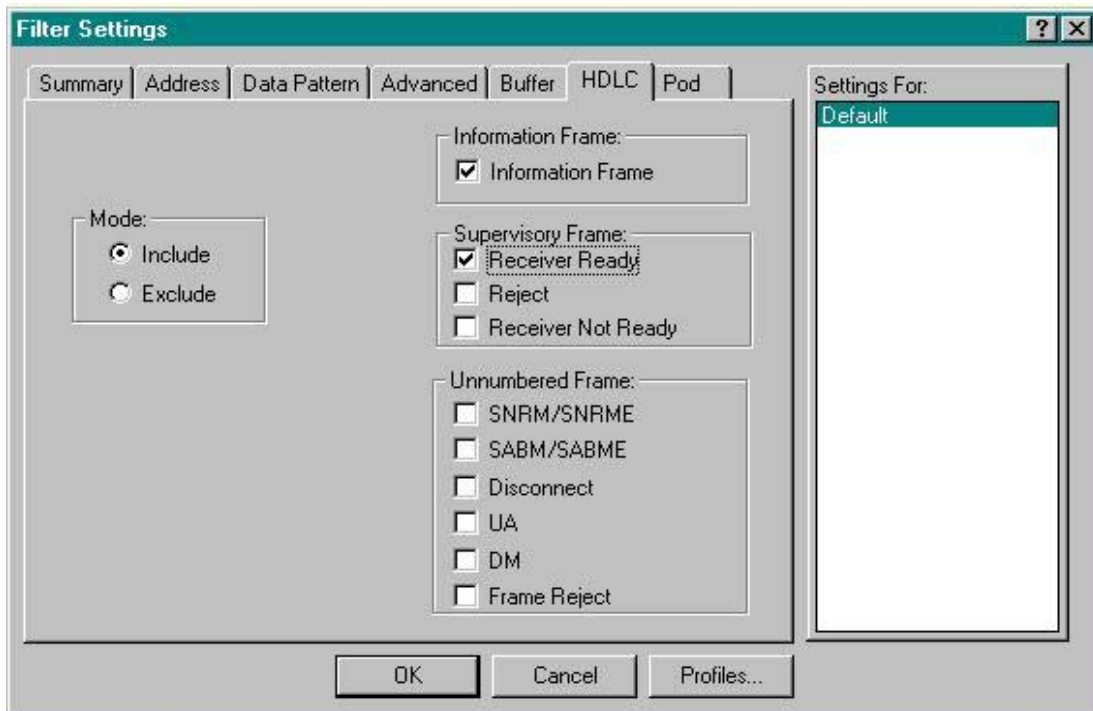 Filter Settings
Summary Address Data Pattern Advanced Buffer HDLC Pod
Settings For:
Default
Information Frame:
Information Frame
Mode:
Include
Exclude
Supervisory Frame:
Receiver Ready
Reject
Receiver Not Ready
Unnumbered Frame:
SNRM/SNRME
SABM/SABME
Disconnect
UA
DM
Frame Reject
OK Cancel Profiles...